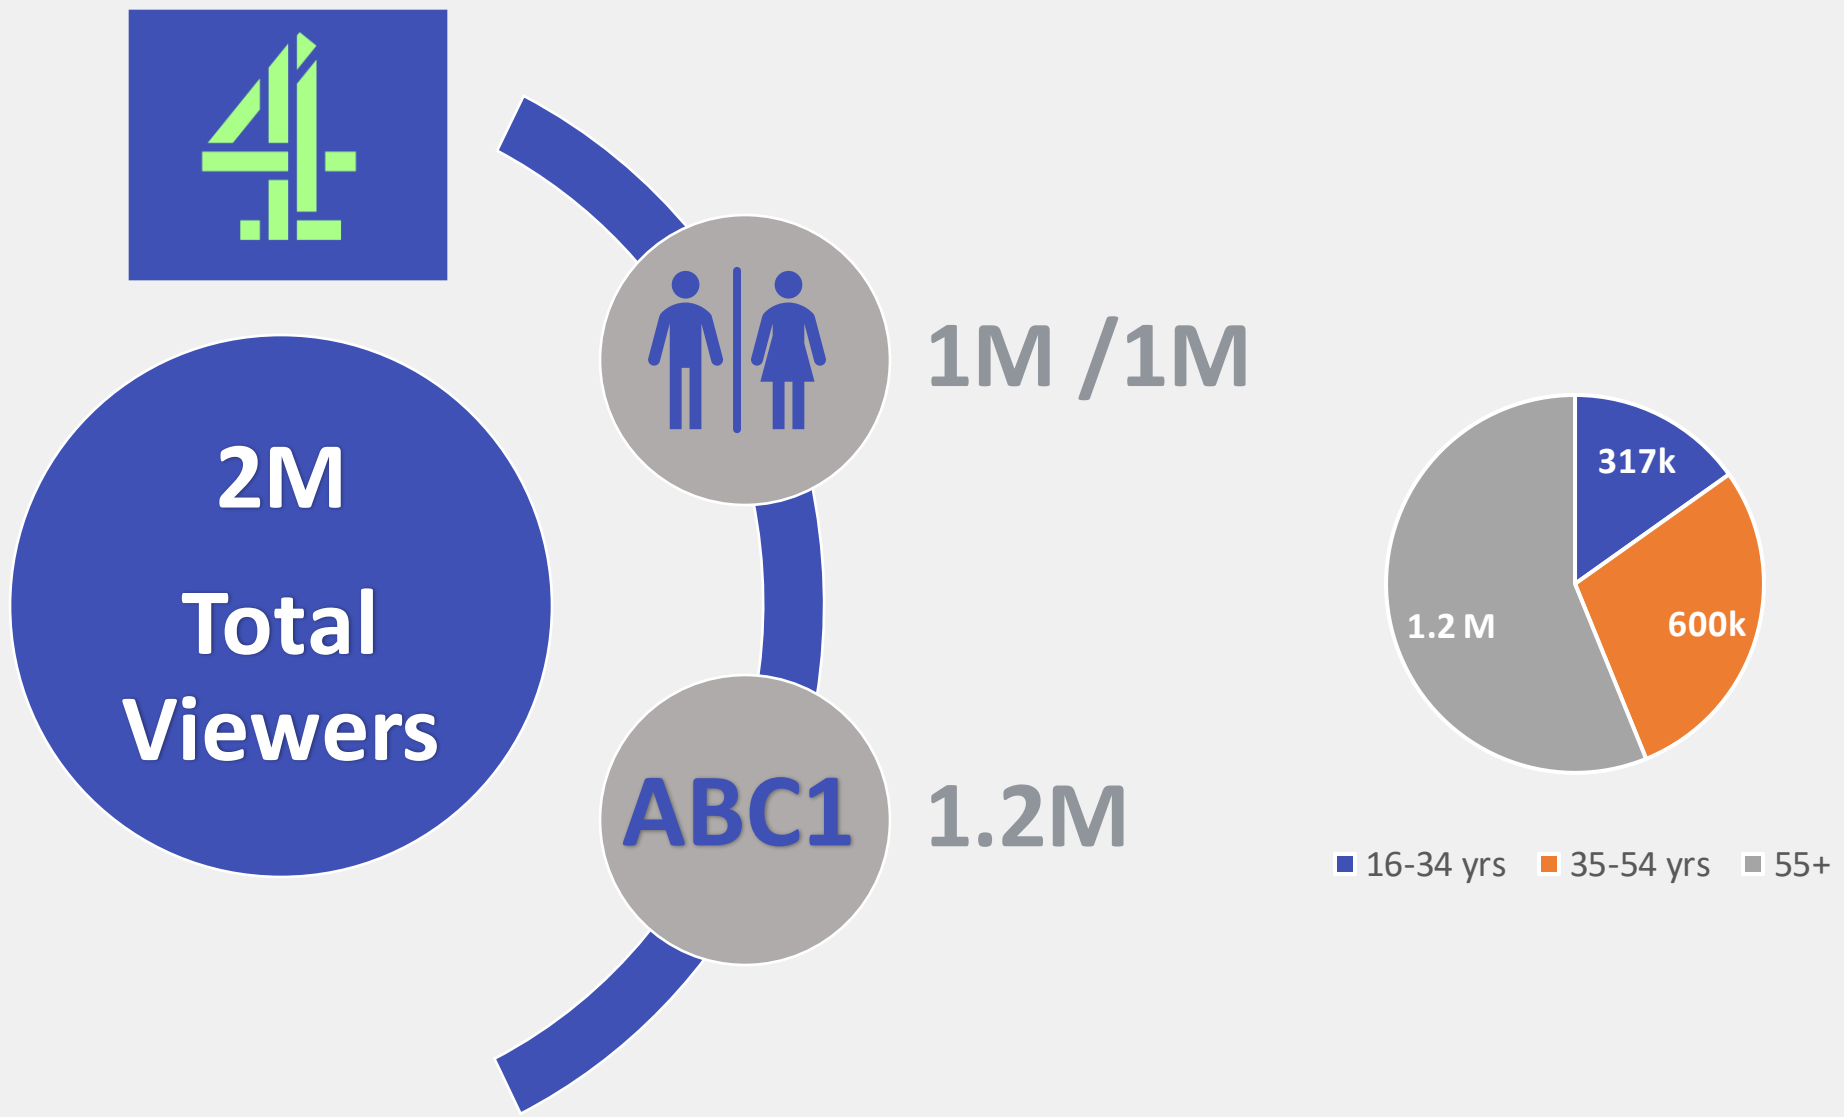 4
2M
Total
Viewers
1M /1M
ABC1
1.2M
317k
600k
1.2 M
16-34 yrs
35-54 yrs
55+